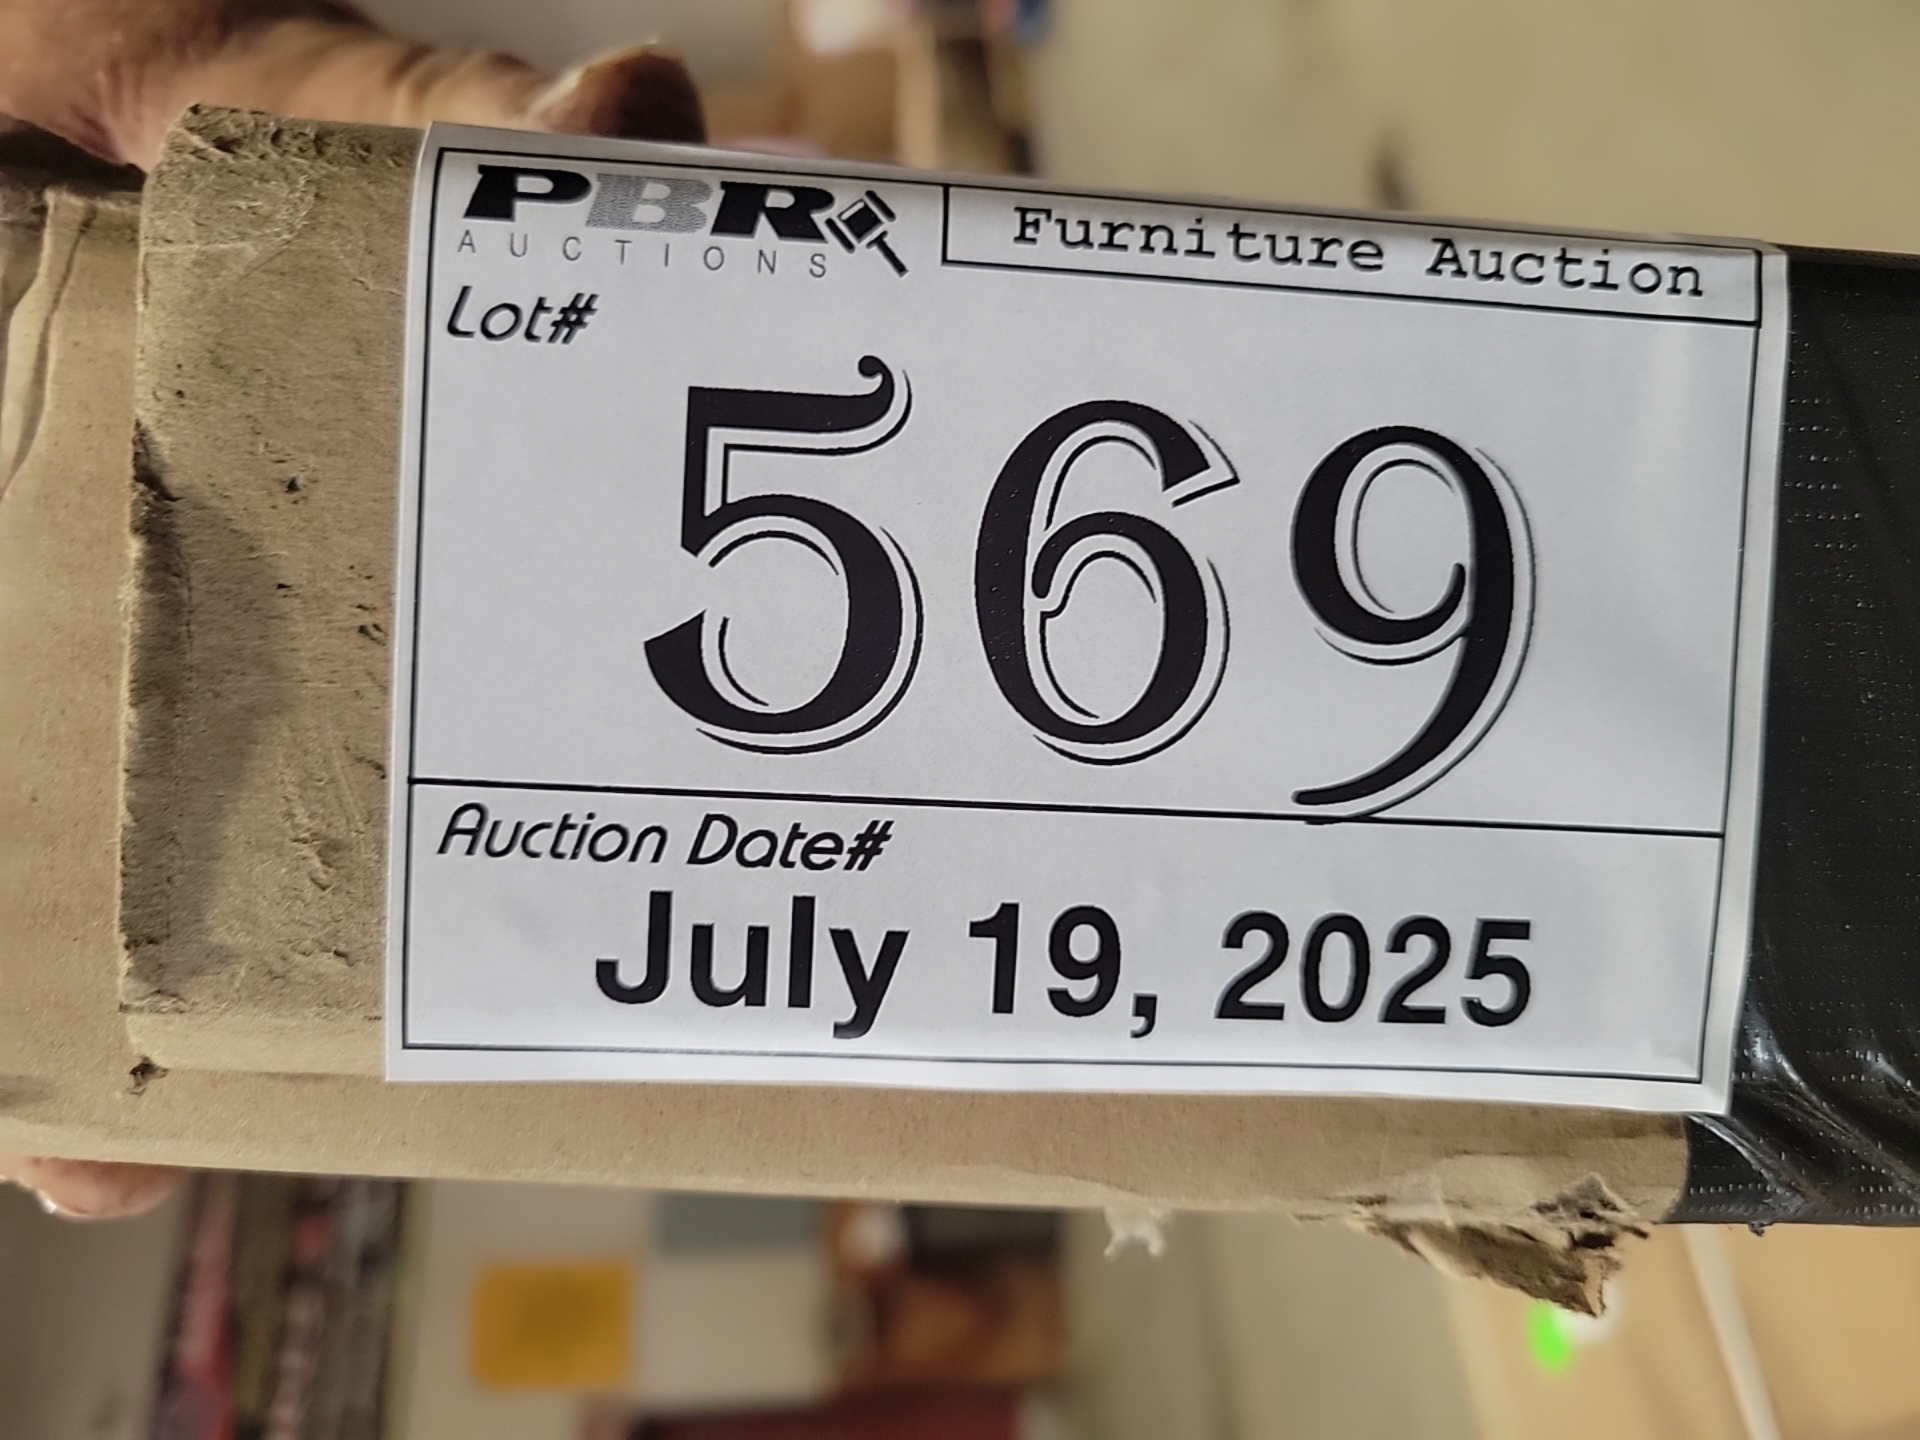 PBR
AUCTIONS
Furniture Auction
Lot#
569
Auction Date#
July 19, 2025